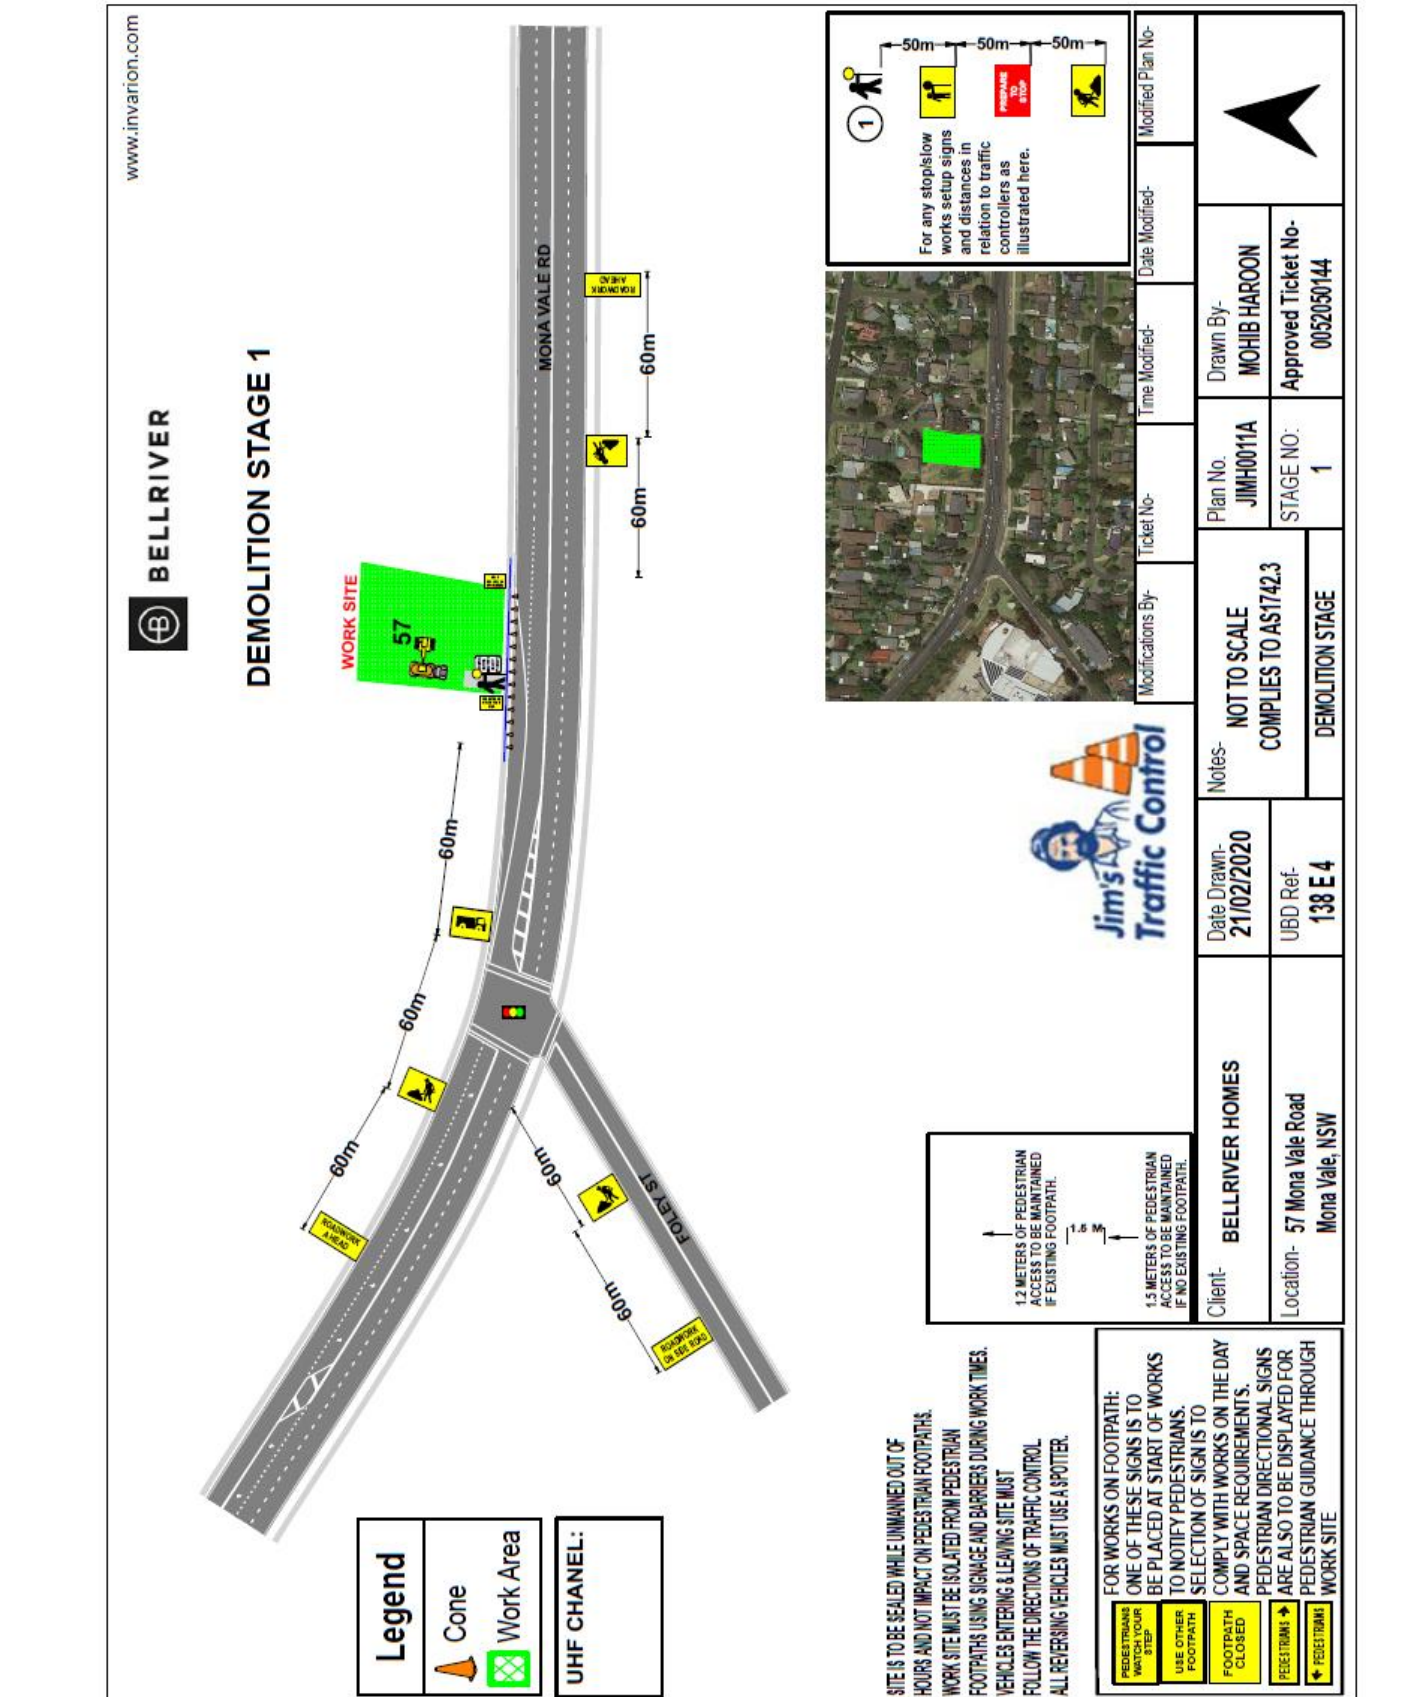 www.invarion.com
BELLRIVER
DEMOLITION STAGE 1
WORK SITE
57
MONA VALE RD
60m
60m
60m
60m
60m
60m
60m
ROADWORK
AHEAD
ROADWORK
AHEAD
FOLEY ST
ROADWORK
ON SIDE ROAD
Legend
Cone
Work Area
UHF CHANEL:
1
50m
50m
50m
PREPARE
TO
STOP
For any stop/slow
works setup signs
and distances in
relation to traffic
controllers as
illustrated here.
Jim's
Traffic Control
SITE IS TO BE SEALED WHILE UNMANNED OUT OF
HOURS AND NOT IMPACT ON PEDESTRIAN FOOTPATHS.
WORK SITE MUST BE ISOLATED FROM PEDESTRIAN
FOOTPATHS USING SIGNAGE AND BARRIERS DURING WORK TIMES.
VEHICLES ENTERING & LEAVING SITE MUST
FOLLOW THE DIRECTIONS OF TRAFFIC CONTROL.
ALL REVERSING VEHICLES MUST USE A SPOTTER.
1.2 METERS OF PEDESTRIAN
ACCESS TO BE MAINTAINED
IF EXISTING FOOTPATH.
1.5 M
1.5 METERS OF PEDESTRIAN
ACCESS TO BE MAINTAINED
IF NO EXISTING FOOTPATH.
PEDESTRIANS
WATCH YOUR
STEP
USE OTHER
FOOTPATH
FOOTPATH
CLOSED
PEDESTRIANS →
← PEDESTRIANS
FOR WORKS ON FOOTPATH:
ONE OF THESE SIGNS IS TO
BE PLACED AT START OF WORKS
TO NOTIFY PEDESTRIANS.
SELECTION OF SIGN IS TO
COMPLY WITH WORKS ON THE DAY
AND SPACE REQUIREMENTS.
PEDESTRIAN DIRECTIONAL SIGNS
ARE ALSO TO BE DISPLAYED FOR
PEDESTRIAN GUIDANCE THROUGH
WORK SITE
Modifications By-
Ticket No-
Time Modified-
Date Modified-
Modified Plan No-
Client-
BELLRIVER HOMES
Location- 57 Mona Vale Road
Mona Vale, NSW
Date Drawn-
21/02/2020
UBD Ref-
138 E 4
Notes-
NOT TO SCALE
COMPLIES TO AS1742.3
DEMOLITION STAGE
Plan No.
JIMH0011A
STAGE NO:
1
Drawn By-
MOHIB HAROON
Approved Ticket No-
0052050144